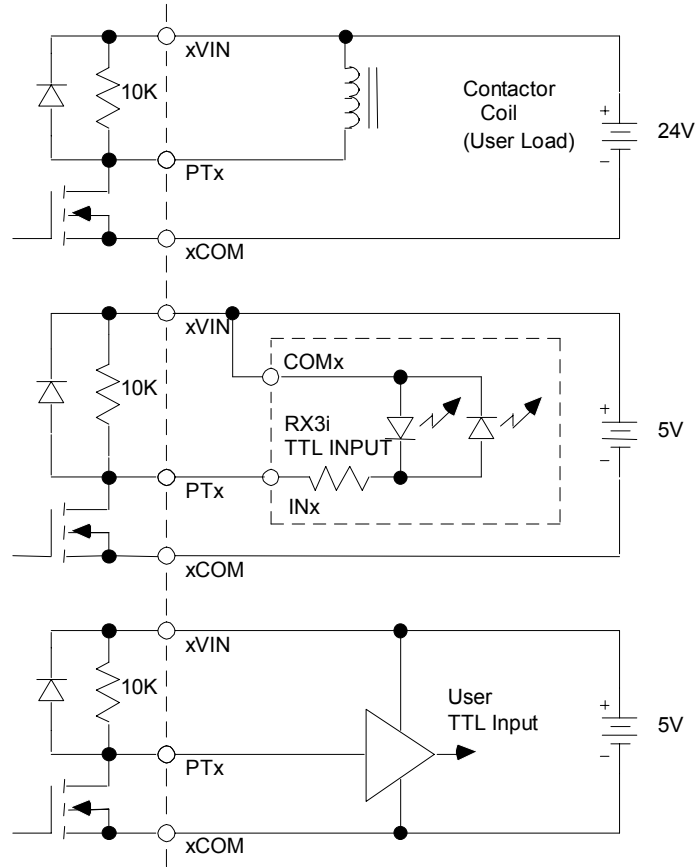 xVIN
10K
Contactor
Coil
(User Load)
+
24V
–
PTx
xCOM
xVIN
COMx
10K
RX3i
TTL INPUT
+
5V
–
PTx
INx
xCOM
xVIN
10K
User
TTL Input
+
5V
–
PTx
xCOM